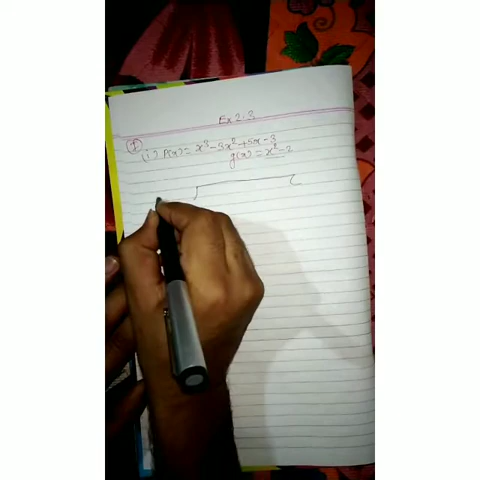 Ex 2.3
① (i) P(x) = x³ - 3x² + 5x - 3
g(x) = x² - 2